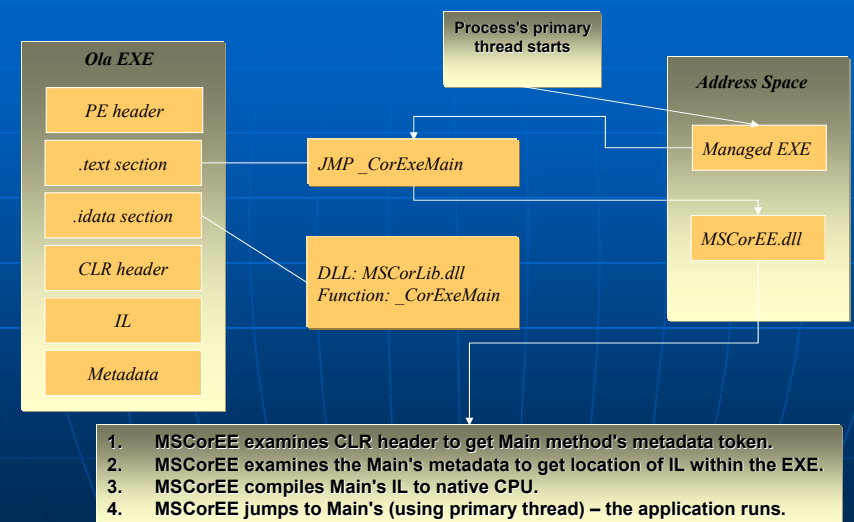 Process's primary
thread starts
Ola EXE
PE header
.text section
.idata section
CLR header
IL
Metadata
JMP _CorExeMain
DLL: MSCorLib.dll
Function: _CorExeMain
Address Space
Managed EXE
MSCorEE.dll
1. MSCorEE examines CLR header to get Main method's metadata token.
2. MSCorEE examines the Main's metadata to get location of IL within the EXE.
3. MSCorEE compiles Main's IL to native CPU.
4. MSCorEE jumps to Main's (using primary thread) – the application runs.